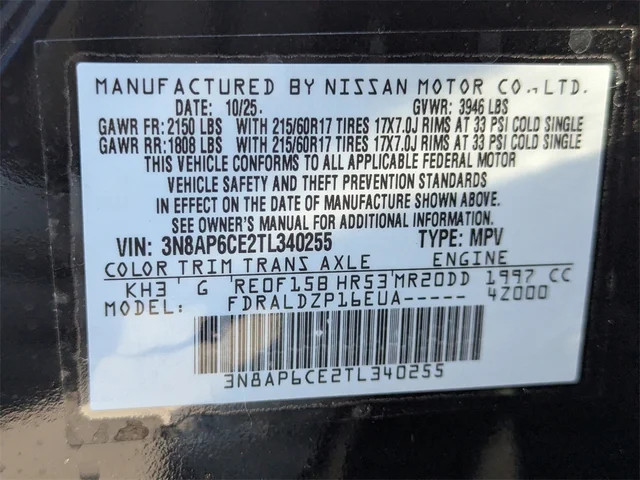 MANUFACTURED BY NISSAN MOTOR CO.,LTD.
DATE: 10/25. GVWR: 3946 LBS
GAWR FR: 2150 LBS WITH 215/60R17 TIRES 17X7.0J RIMS AT 33 PSI COLD SINGLE
GAWR RR: 1808 LBS WITH 215/60R17 TIRES 17X7.0J RIMS AT 33 PSI COLD SINGLE
THIS VEHICLE CONFORMS TO ALL APPLICABLE FEDERAL MOTOR
VEHICLE SAFETY AND THEFT PREVENTION STANDARDS
IN EFFECT ON THE DATE OF MANUFACTURE SHOWN ABOVE.
SEE OWNER'S MANUAL FOR ADDITIONAL INFORMATION.
VIN: 3N8AP6CE2TL340255 TYPE: MPV
COLOR TRIM TRANS AXLE ENGINE
KH3 G RE0F15B HR53 MR20DD 1997 CC
FDRALDZP16EUA----- 4Z000
3N8AP6CE2TL340255